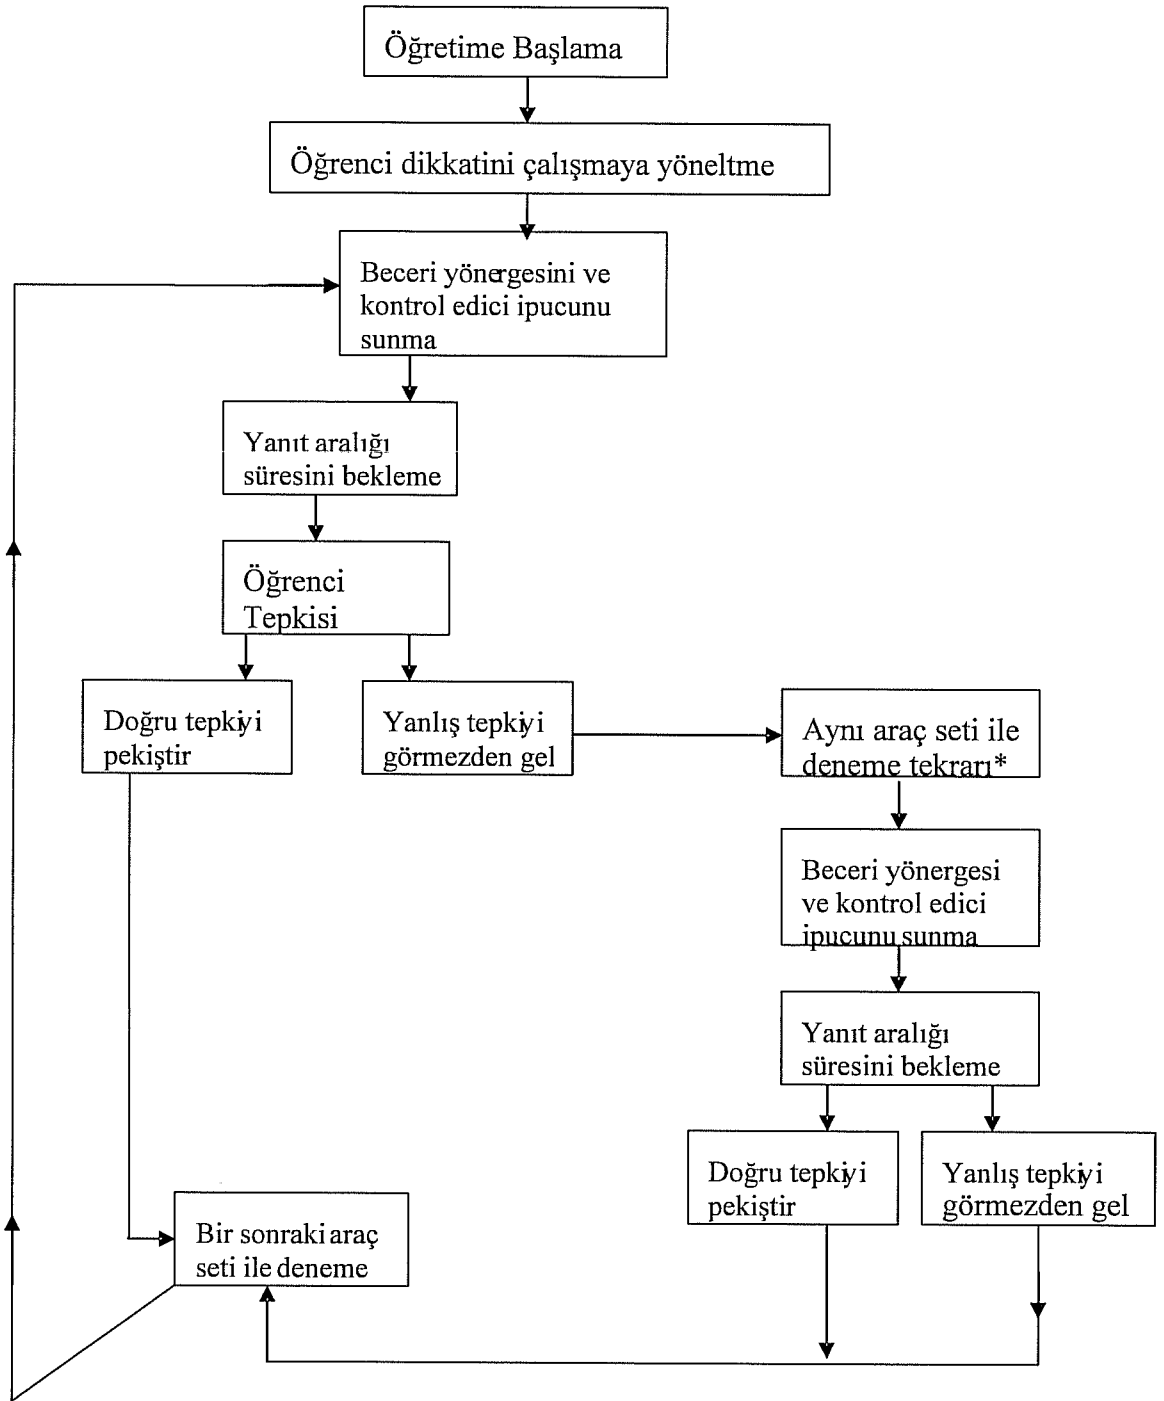 Öğretime Başlama
Öğrenci dikkatini çalışmaya yöneltme
Beceri yönergesini ve
kontrol edici ipucunu
sunma
Yanıt aralığı
süresini bekleme
Öğrenci
Tepkisi
Doğru tepkiyi
pekiştir
Yanlış tepkiyi
görmezden gel
Aynı araç seti ile
deneme tekrarı*
Beceri yönergesi
ve kontrol edici
ipucunu sunma
Yanıt aralığı
süresini bekleme
Doğru tepkiyi
pekiştir
Yanlış tepkiyi
görmezden gel
Bir sonraki araç
seti ile deneme